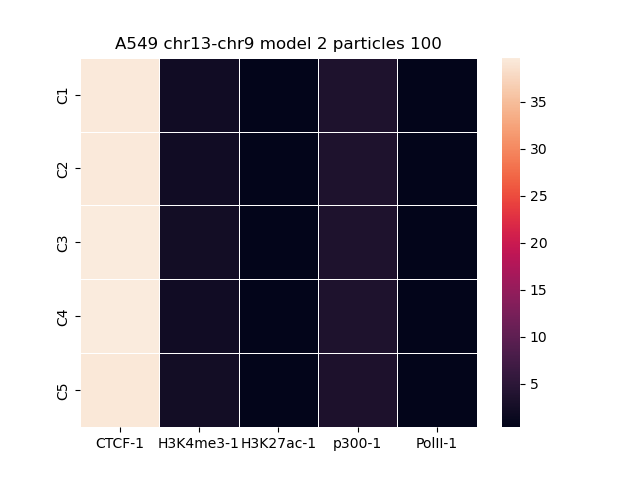 A549 chr13-chr9 model 2 particles 100
C1
C2
C3
C4
C5
CTCF-1 H3K4me3-1 H3K27ac-1 p300-1 PolII-1
35
30
25
20
15
10
5